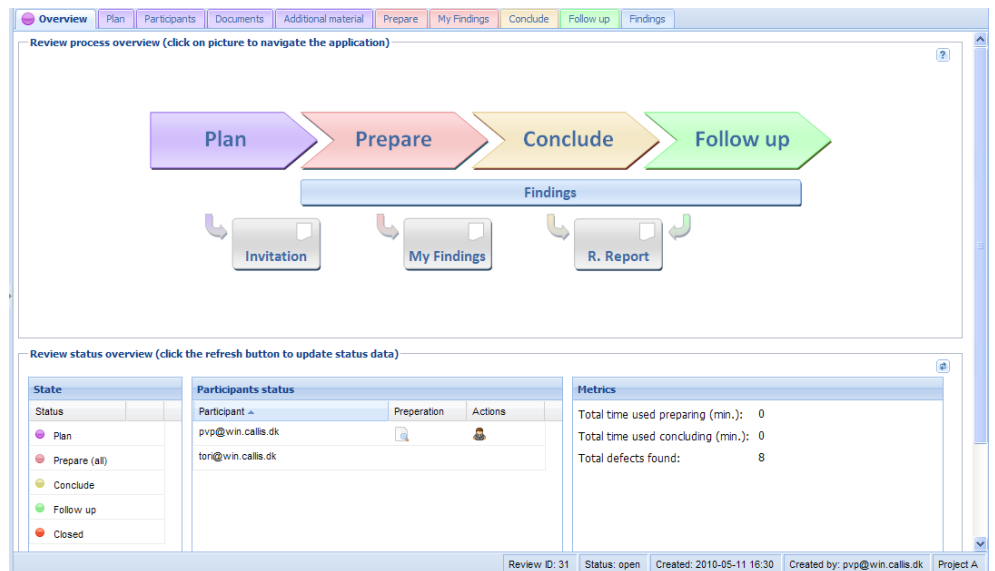 Overview Plan Participants Documents Additional material Prepare My Findings Conclude Follow up Findings
Review process overview (click on picture to navigate the application)
?
Plan Prepare Conclude Follow up
Findings
Invitation My Findings R. Report
Review status overview (click the refresh button to update status data)
State Participants status Metrics
Status Participant Preperation Actions
Total time used preparing (min.): 0
Plan pvp@win.callis.dk
Total time used concluding (min.): 0
Prepare (all) tori@win.callis.dk
Total defects found: 8
Conclude
Follow up
Closed
Review ID: 31 Status: open Created: 2010-05-11 16:30 Created by: pvp@win.callis.dk Project A